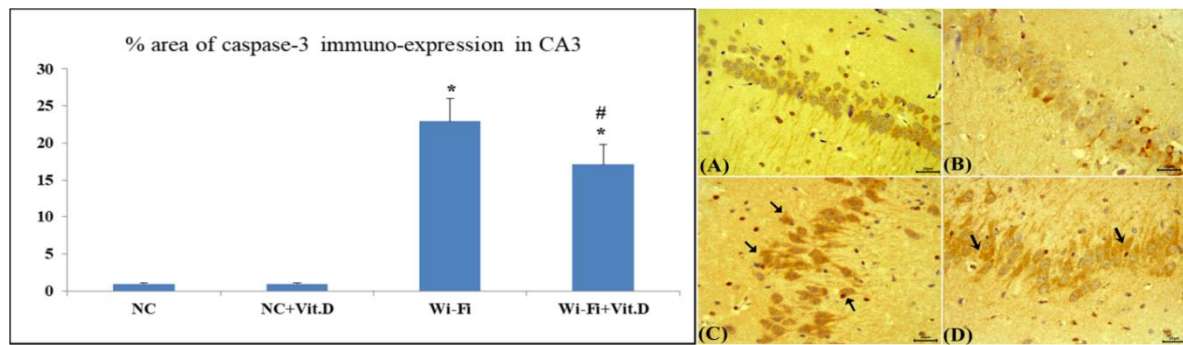 % area of caspase-3 immuno-expression in CA3
30
25
20
15
10
5
0
*
#
*
NC
NC+Vit.D
Wi-Fi
Wi-Fi+Vit.D
(A)
(B)
(C)
(D)